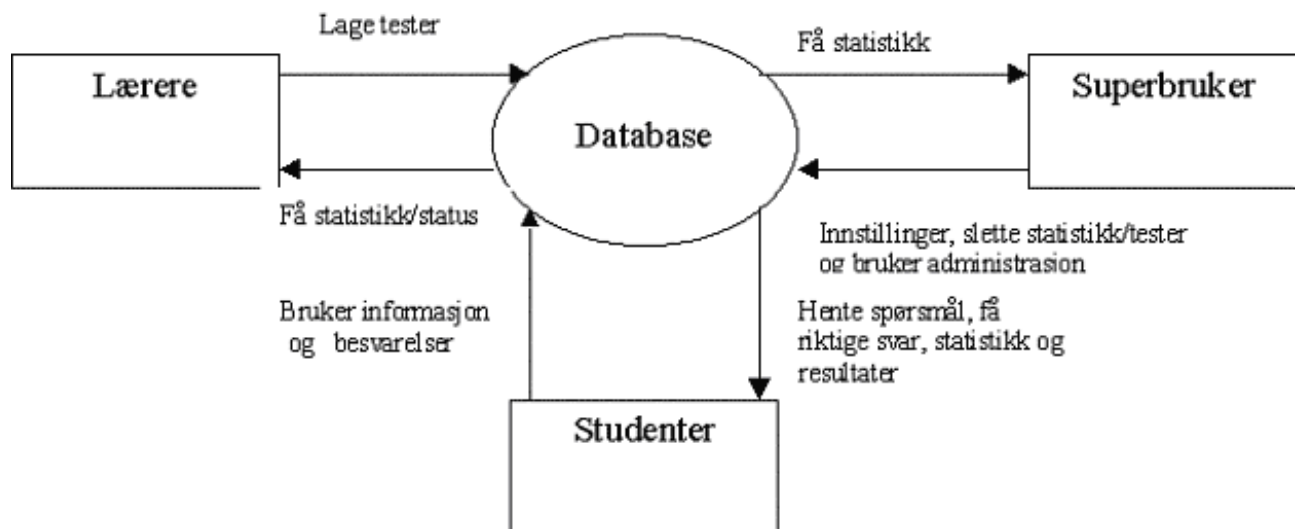 Lage tester
Få statistikk
Lærere
Superbruker
Database
Få statistikk/status
Innstillinger, slette statistikk/tester
og bruker administrasjon
Bruker informasjon
og besvarelser
Hente spørsmål, få
riktige svar, statistikk og
resultater
Studenter